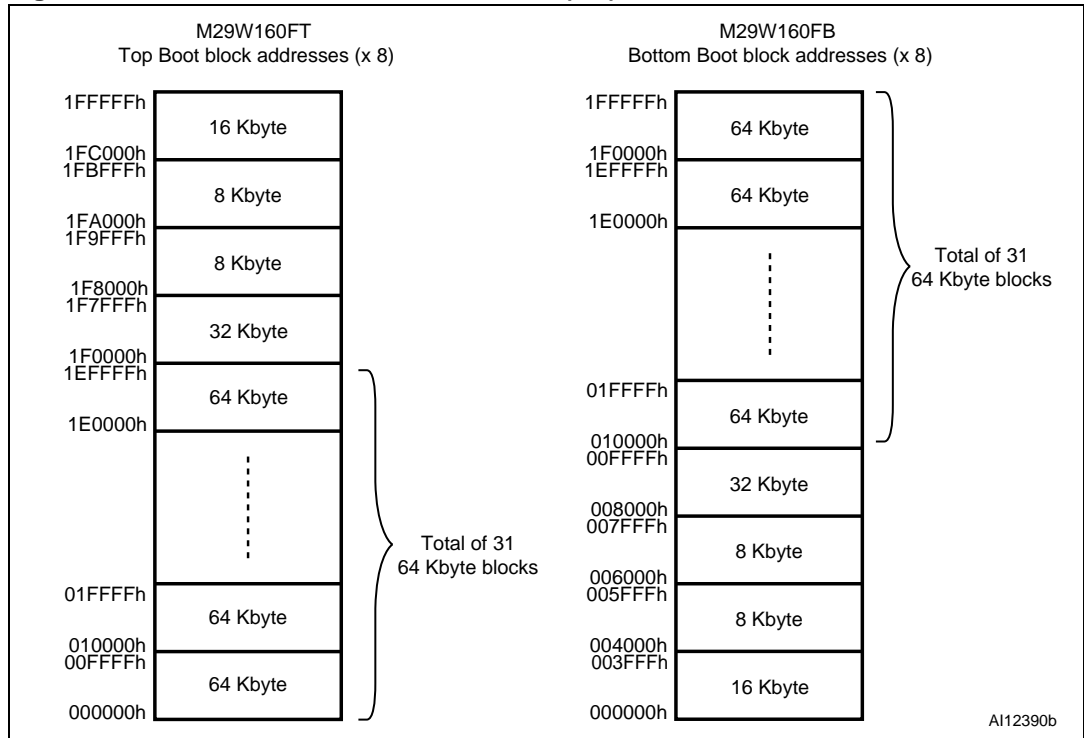 M29W160FT
Top Boot block addresses (x 8)
1FFFFFh
16 Kbyte
1FC000h
1FBFFFh
8 Kbyte
1FA000h
1F9FFFh
8 Kbyte
1F8000h
1F7FFFh
32 Kbyte
1F0000h
1EFFFFh
64 Kbyte
1E0000h
Total of 31
64 Kbyte blocks
01FFFFh
64 Kbyte
010000h
00FFFFh
64 Kbyte
000000h
M29W160FB
Bottom Boot block addresses (x 8)
1FFFFFh
64 Kbyte
1F0000h
1EFFFFh
64 Kbyte
1E0000h
Total of 31
64 Kbyte blocks
01FFFFh
64 Kbyte
010000h
00FFFFh
32 Kbyte
008000h
007FFFh
8 Kbyte
006000h
005FFFh
8 Kbyte
004000h
003FFFh
16 Kbyte
000000h
AI12390b